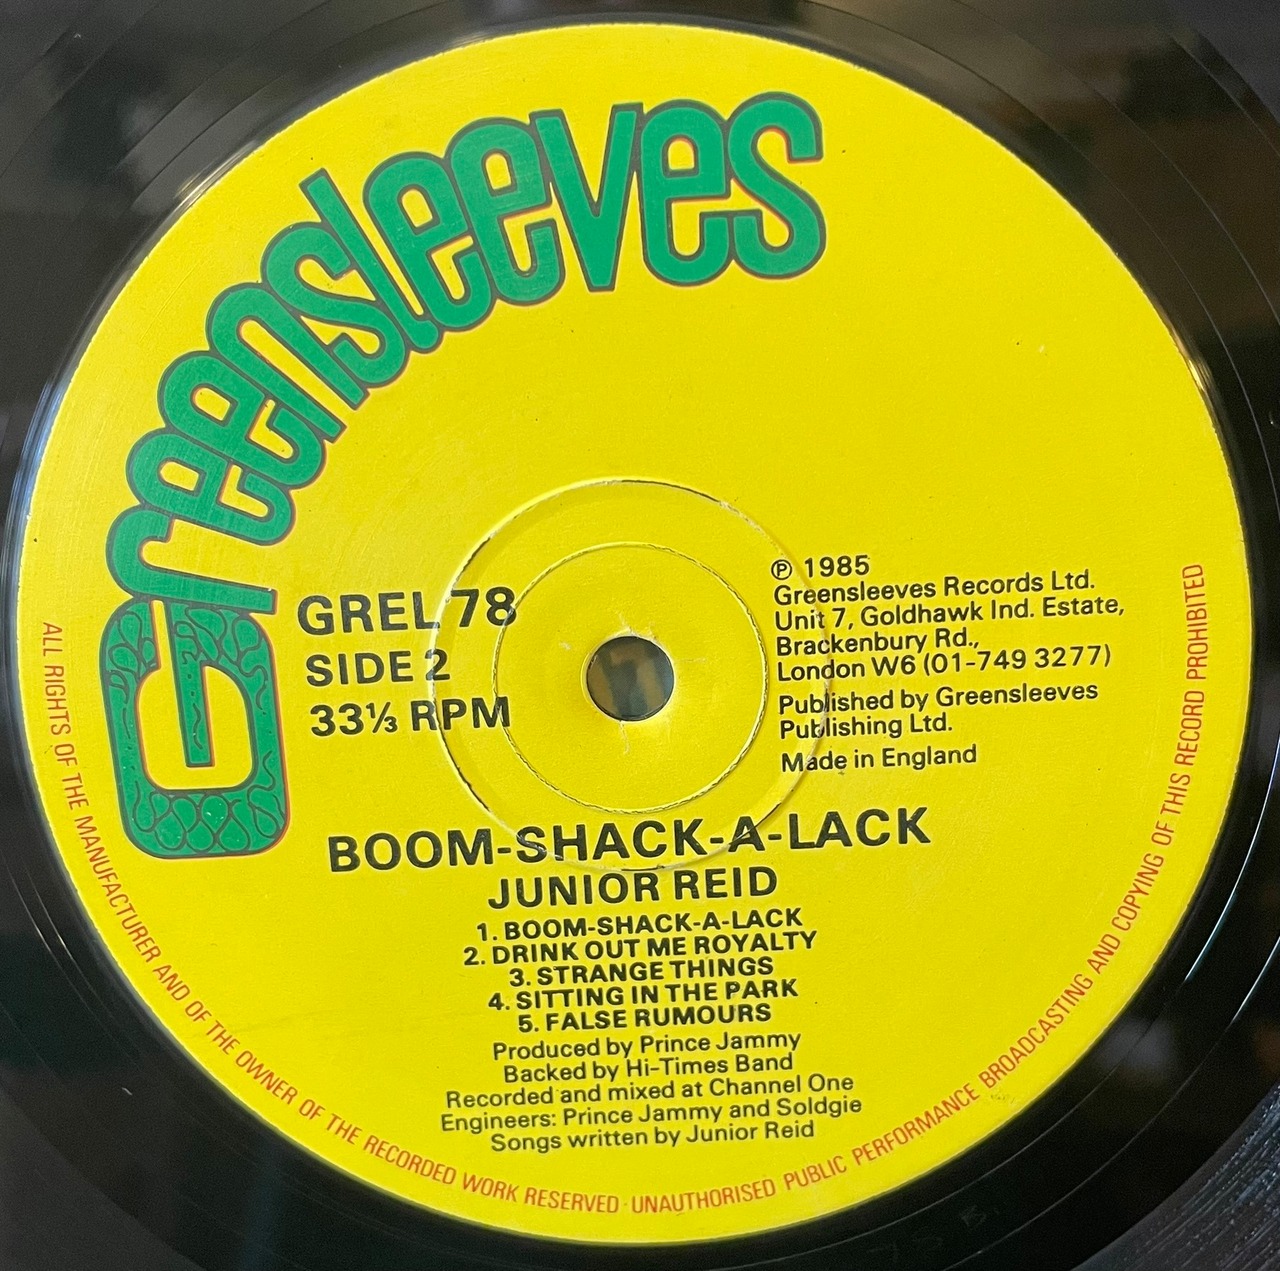 Greensleeves
GREL 78
SIDE 2
33⅓ RPM
℗ 1985
Greensleeves Records Ltd.
Unit 7, Goldhawk Ind. Estate,
Brackenbury Rd.,
London W6 (01-749 3277)
Published by Greensleeves
Publishing Ltd.
Made in England
BOOM-SHACK-A-LACK
JUNIOR REID
1. BOOM-SHACK-A-LACK
2. DRINK OUT ME ROYALTY
3. STRANGE THINGS
4. SITTING IN THE PARK
5. FALSE RUMOURS
Produced by Prince Jammy
Backed by Hi-Times Band
Recorded and mixed at Channel One
Engineers: Prince Jammy and Soldgie
Songs written by Junior Reid
ALL RIGHTS OF THE MANUFACTURER AND OF THE OWNER OF THE RECORDED WORK RESERVED · UNAUTHORISED PUBLIC PERFORMANCE BROADCASTING AND COPYING OF THIS RECORD PROHIBITED